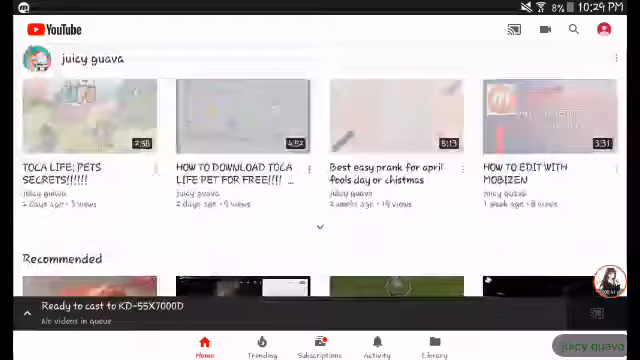 8% 10:29 PM
YouTube
juicy guava
2:58
4:52
5:13
3:31
TOCA LIFE; PETS
SECRETS!!!!!!
juicy guava
2 days ago • 3 views
HOW TO DOWNLOAD TOCA
LIFE PET FOR FREE!!!! ...
juicy guava
2 days ago • 9 views
Best easy prank for april
fools day or chistmas
juicy guava
2 weeks ago • 19 views
HOW TO EDIT WITH
MOBIZEN
juicy guava
1 week ago • 8 views
Recommended
Ready to cast to KD-55X7000D
No videos in queue
Home
Trending
Subscriptions
Activity
Library
juicy guava